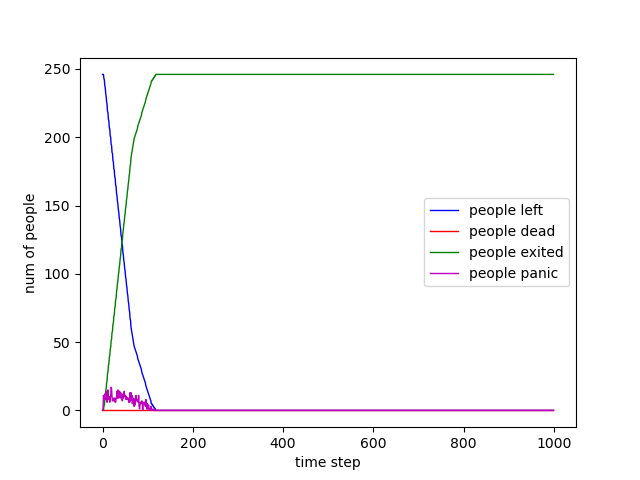 250
200
150
100
50
0
num of people
people left
people dead
people exited
people panic
0 200 400 600 800 1000
time step